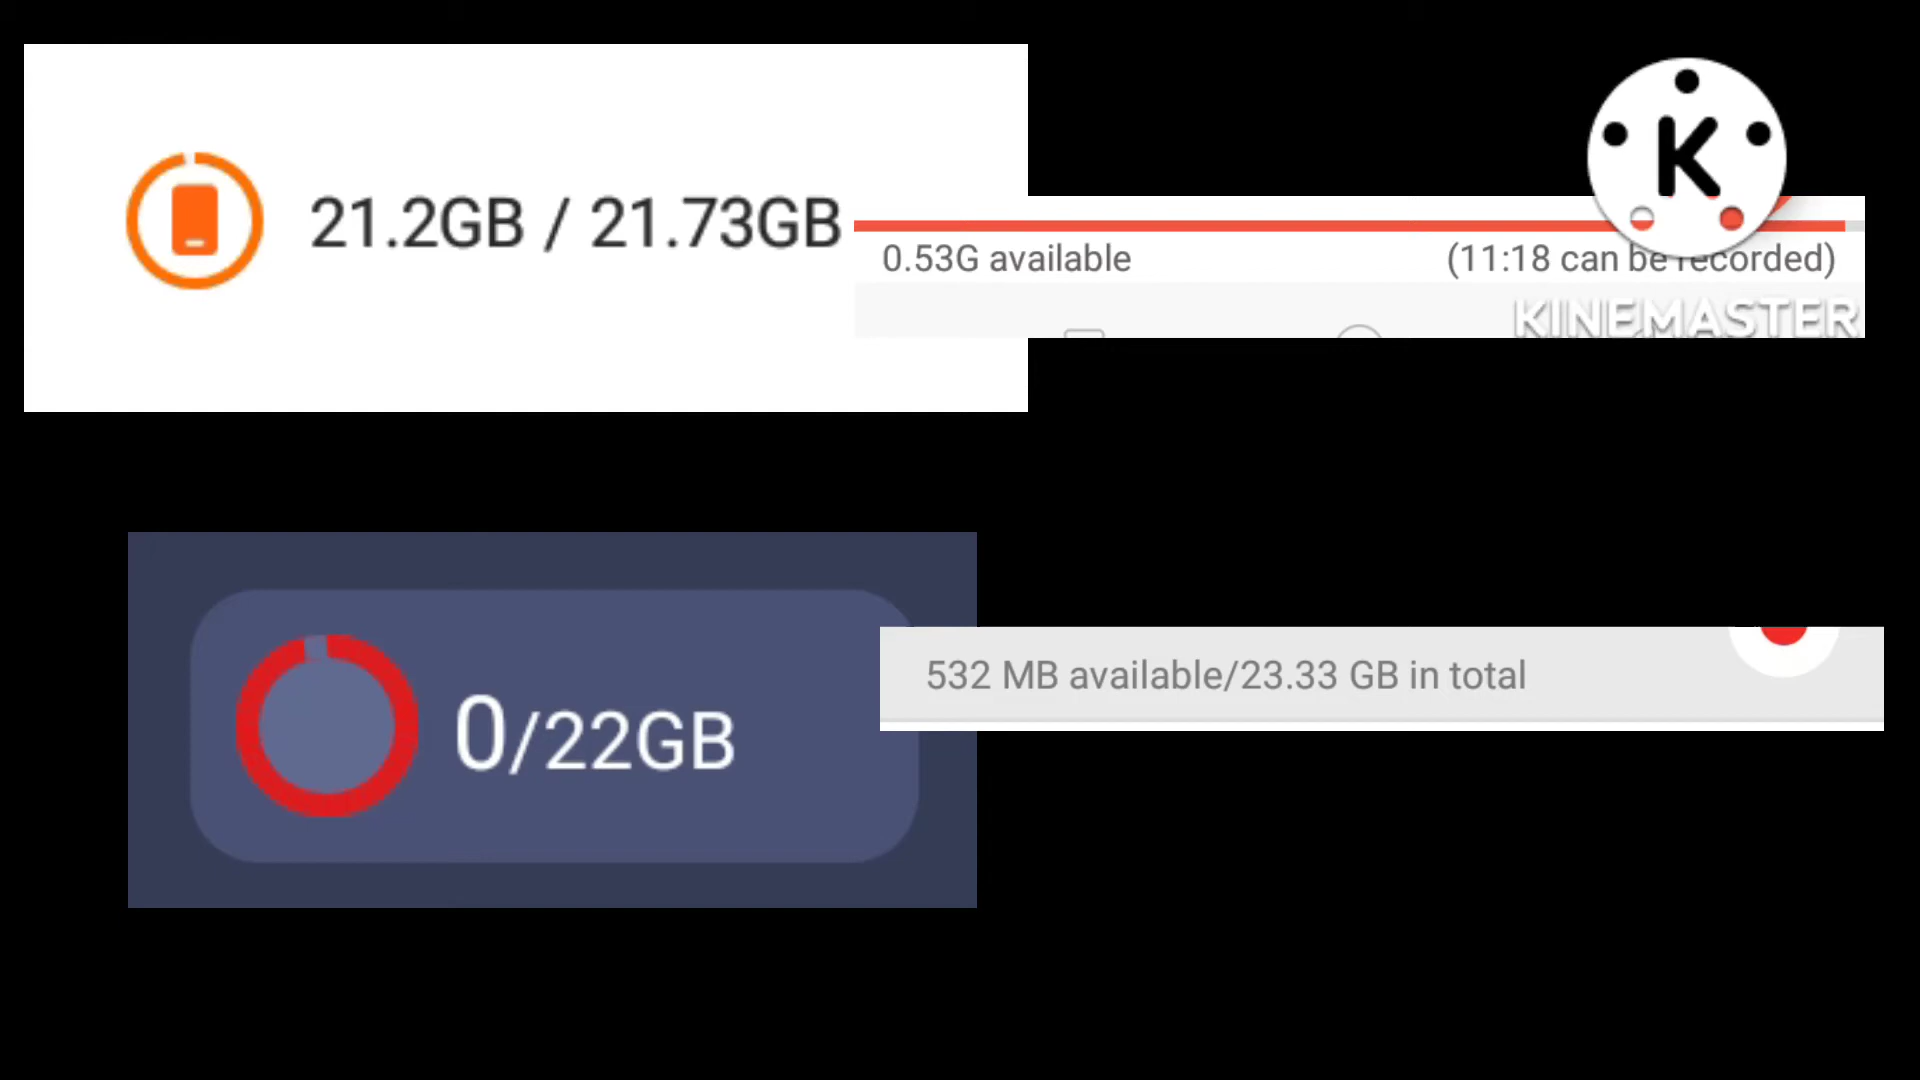 21.2GB / 21.73GB
0.53G available
(11:18 can be recorded)
K
KINEMASTER
0/22GB
532 MB available/23.33 GB in total